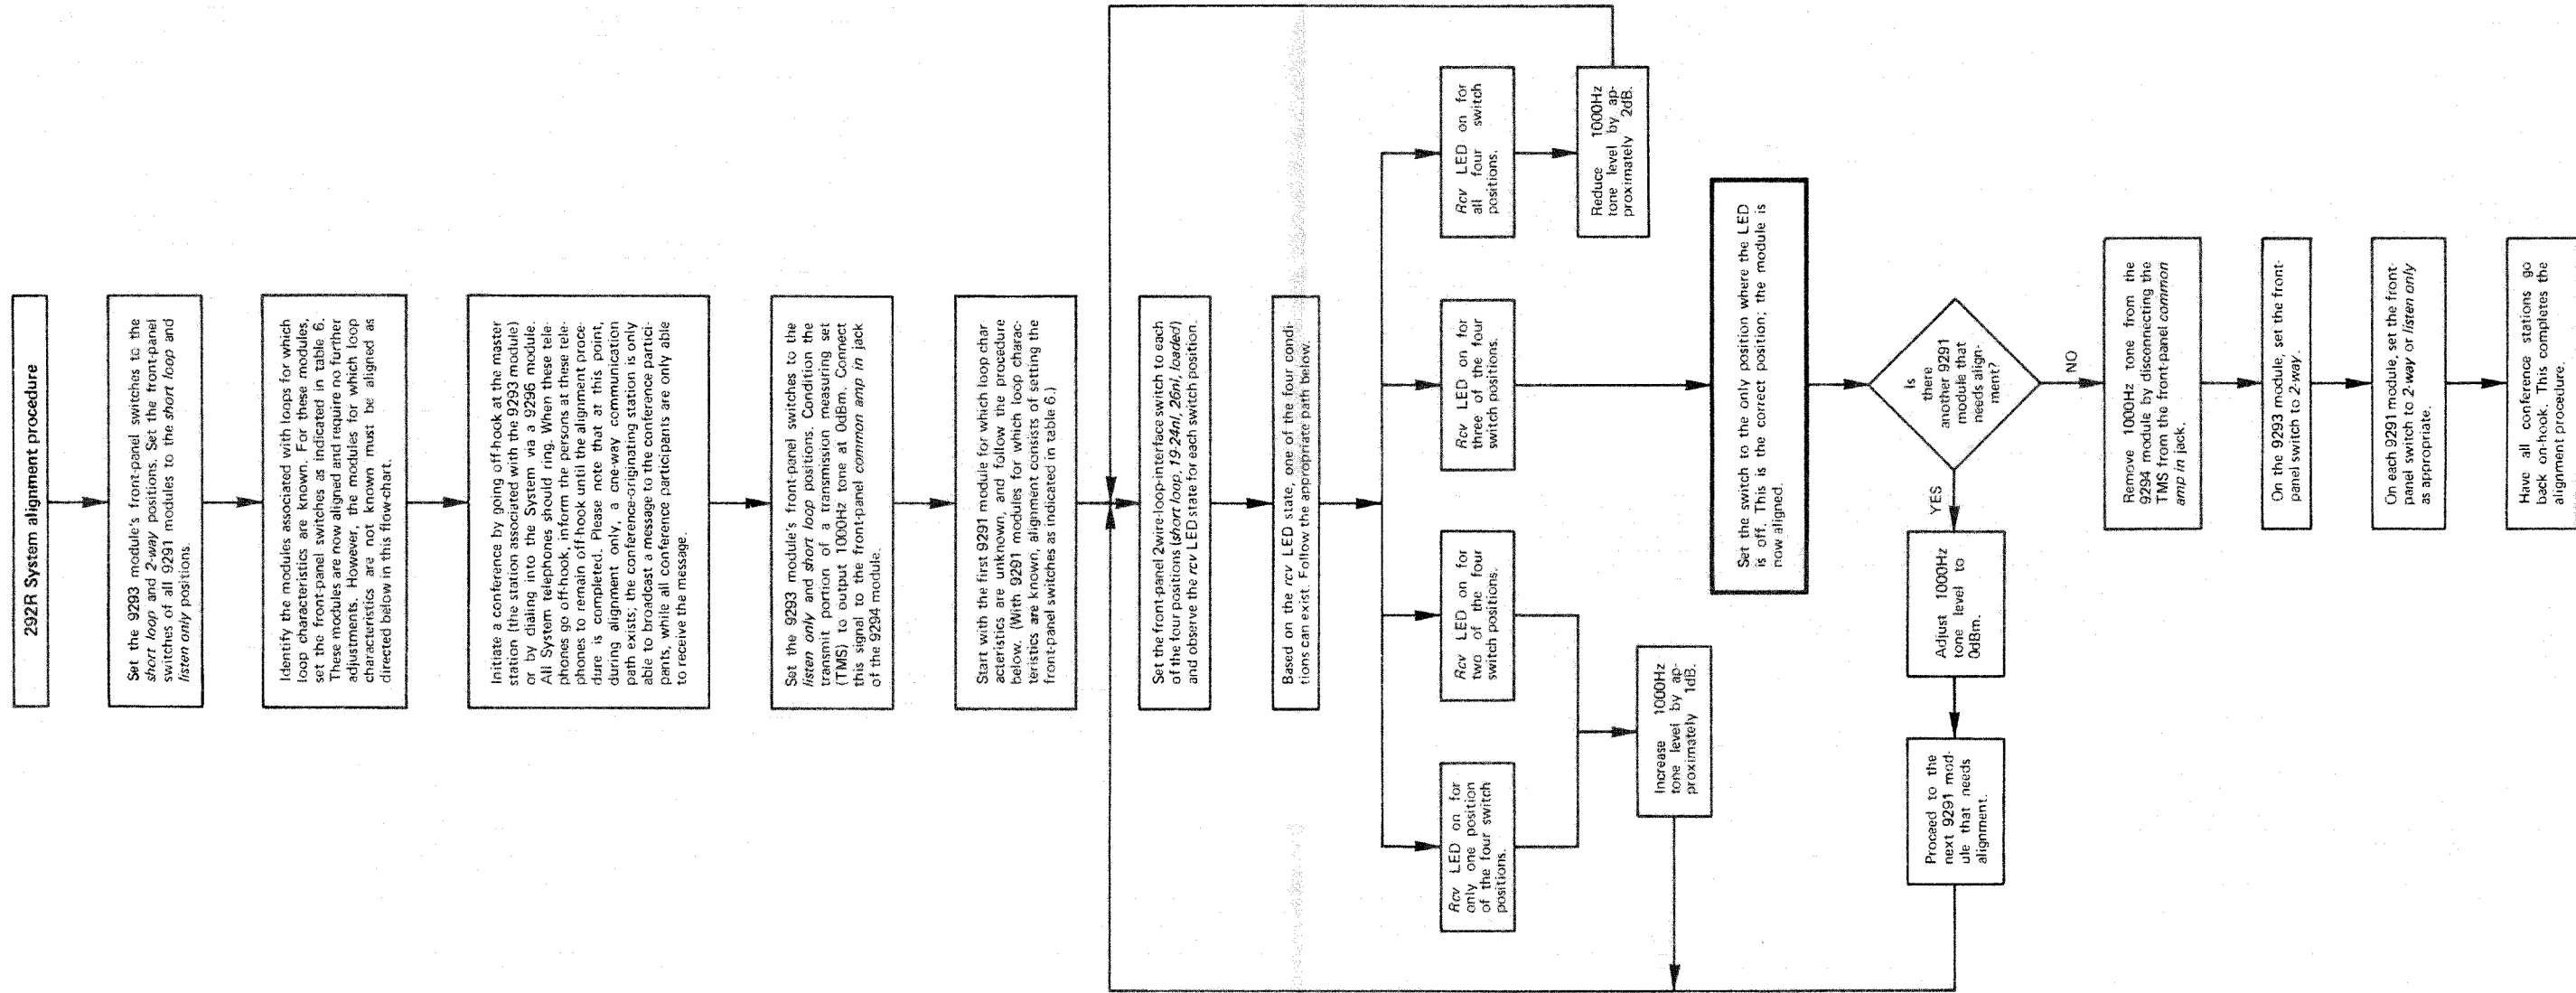 292R System alignment procedure
Set the 9293 module's front-panel switches to the
short loop and 2-way positions. Set the front-panel
switches of all 9291 modules to the short loop and
listen only positions.
Identify the modules associated with loops for which
loop characteristics are known. For these modules,
set the front-panel switches as indicated in table 6.
These modules are now aligned and require no further
adjustments. However, the modules for which loop
characteristics are not known must be aligned as
directed below in this flow-chart.
Initiate a conference by going off-hook at the master
station (the station associated with the 9293 module)
or by dialing into the System via a 9296 module.
All System telephones should ring. When these tele-
phones go off-hook, inform the persons at these tele-
phones to remain off-hook until the alignment proce-
dure is completed. Please note that at this point,
during alignment only, a one-way communication
path exists; the conference-originating station is only
able to broadcast a message to the conference partici-
pants, while all conference participants are only able
to receive the message.
Set the 9293 module's front-panel switches to the
listen only and short loop positions. Condition the
transmit portion of a transmission measuring set
(TMS) to output 1000Hz tone at 0dBm. Connect
this signal to the front-panel common amp in jack
of the 9294 module.
Start with the first 9291 module for which loop char
acteristics are unknown, and follow the procedure
below. (With 9291 modules for which loop charac-
teristics are known, alignment consists of setting the
front-panel switches as indicated in table 6.)
Set the front-panel 2wire-loop-interface switch to each
of the four positions (short loop, 19-24nl, 26nl, loaded)
and observe the rcv LED state for each switch position.
Based on the rcv LED state, one of the four condi-
tions can exist. Follow the appropriate path below.
Rcv LED on for
only one position
of the four switch
positions.
Rcv LED on for
two of the four
switch positions.
Rcv LED on for
three of the four
switch positions.
Rcv LED on for
all four switch
positions.
Increase 1000Hz
tone level by ap-
proximately 1dB.
Reduce 1000Hz
tone level by ap-
proximately 2dB.
Set the switch to the only position where the LED
is off. This is the correct position; the module is
now aligned.
Is
there
another 9291
module that
needs align-
ment?
YES
NO
Adjust 1000Hz
tone level to
0dBm.
Proceed to the
next 9291 mod-
ule that needs
alignment.
Remove 1000Hz tone from the
9294 module by disconnecting the
TMS from the front-panel common
amp in jack.
On the 9293 module, set the front-
panel switch to 2-way.
On each 9291 module, set the front-
panel switch to 2-way or listen only
as appropriate.
Have all conference stations go
back on-hook. This completes the
alignment procedure.